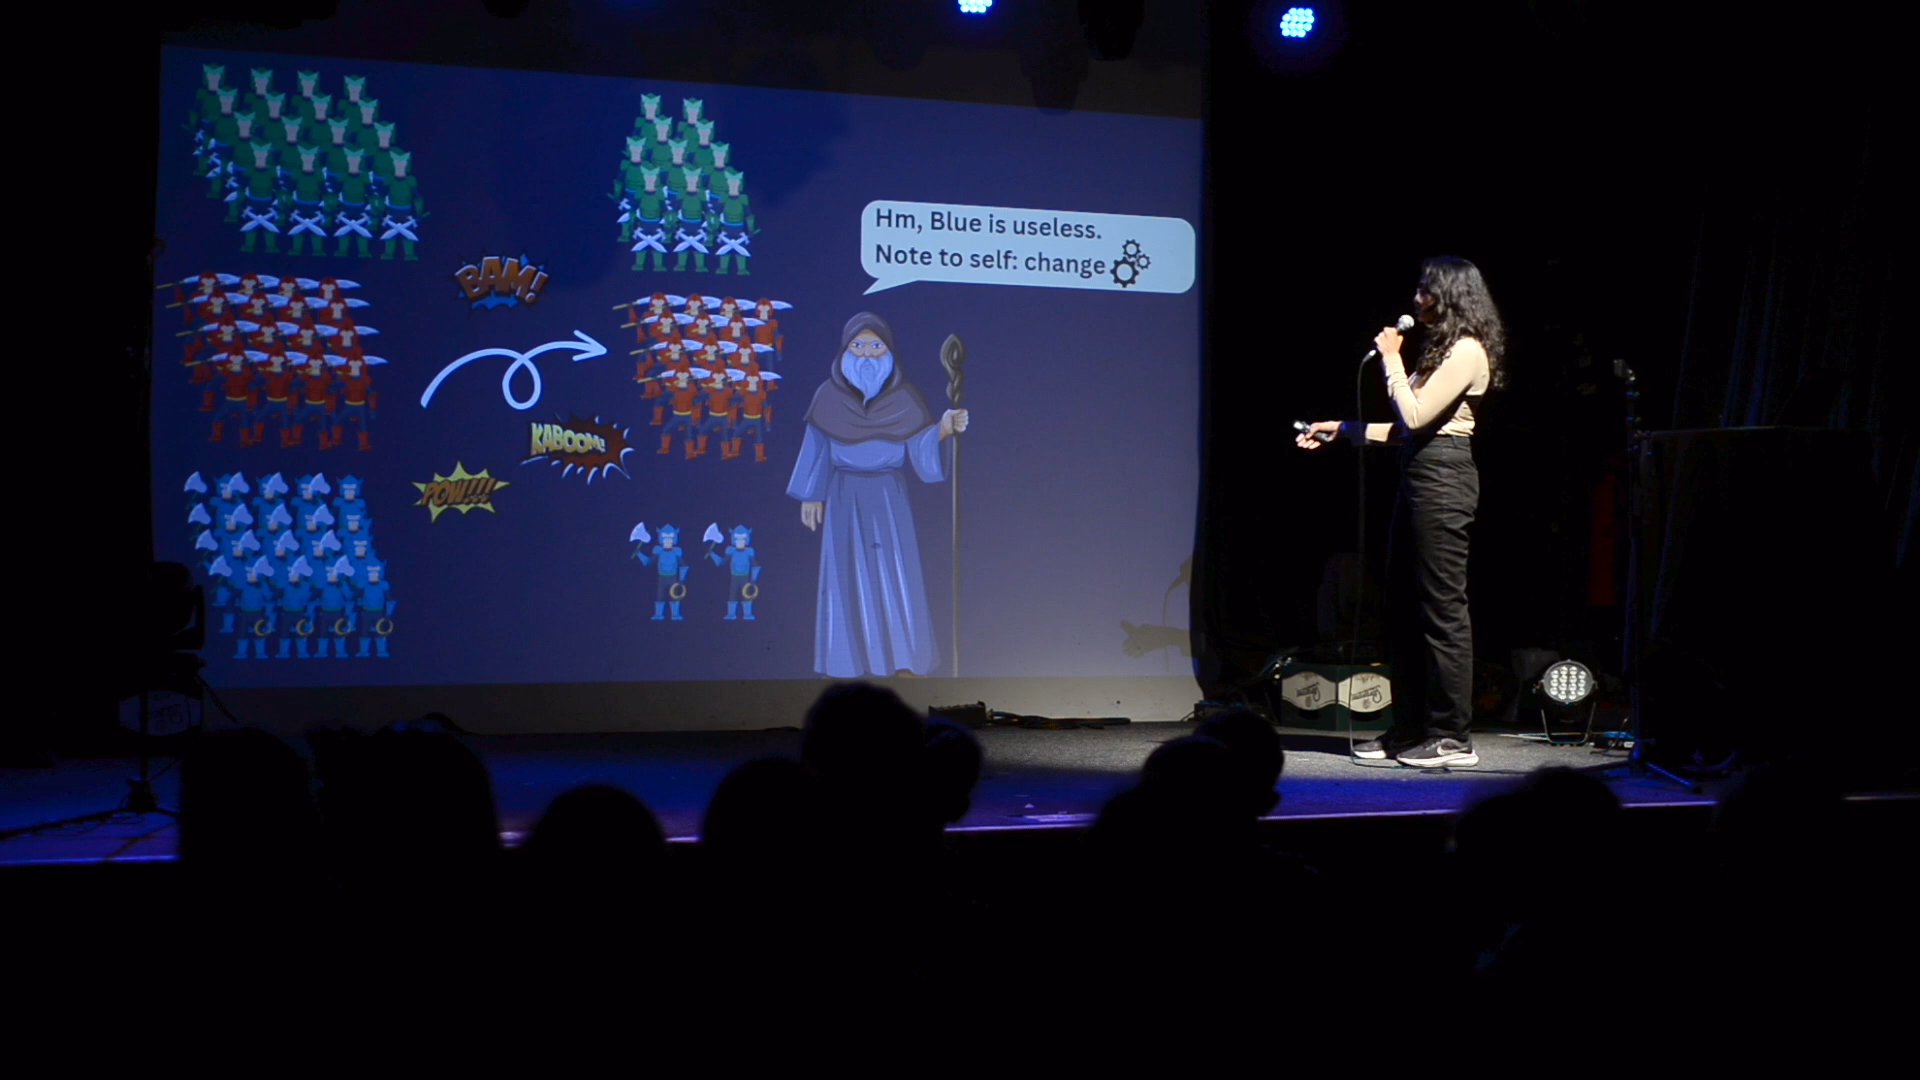 Hm, Blue is useless.
Note to self: change
BAM!
KABOOM!
POW!!!!